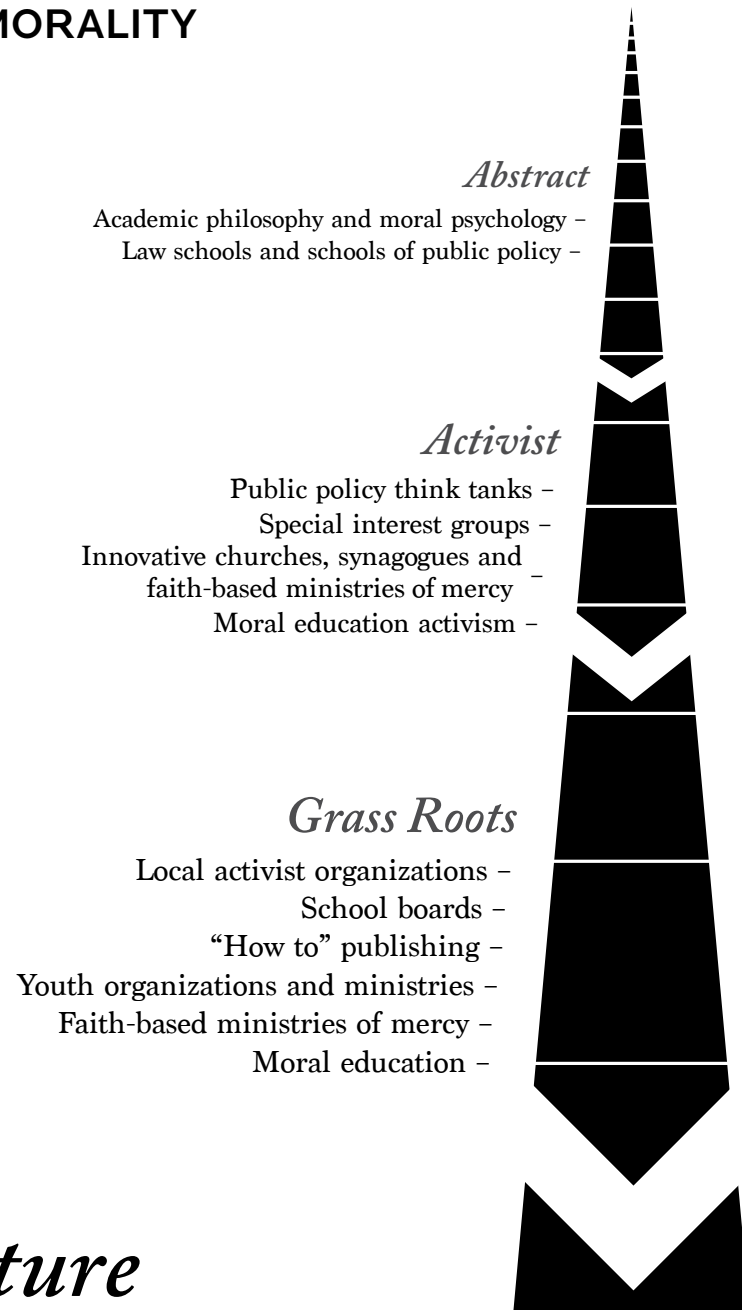 MORALITY
Abstract
Academic philosophy and moral psychology –
Law schools and schools of public policy –
Activist
Public policy think tanks –
Special interest groups –
Innovative churches, synagogues and
faith-based ministries of mercy –
Moral education activism –
Grass Roots
Local activist organizations –
School boards –
“How to” publishing –
Youth organizations and ministries –
Faith-based ministries of mercy –
Moral education –
ture